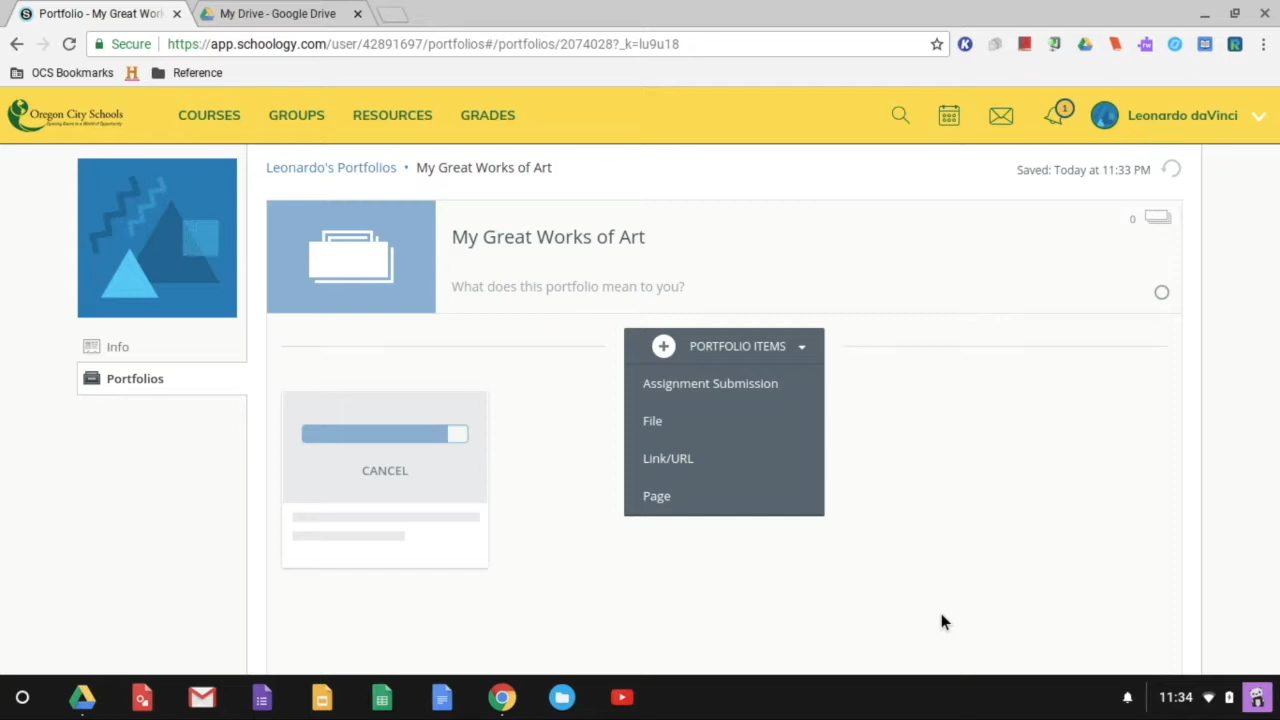 Portfolio - My Great Wor
My Drive - Google Drive
Secure https://app.schoology.com/user/42891697/portfolios#/portfolios/2074028?_k=lu9u18
OCS Bookmarks Reference
Oregon City Schools
COURSES GROUPS RESOURCES GRADES 1 Leonardo daVinci
Leonardo's Portfolios • My Great Works of Art
Saved: Today at 11:33 PM
My Great Works of Art
0
What does this portfolio mean to you?
Info
Portfolios
PORTFOLIO ITEMS
Assignment Submission
File
Link/URL
Page
CANCEL
11:34